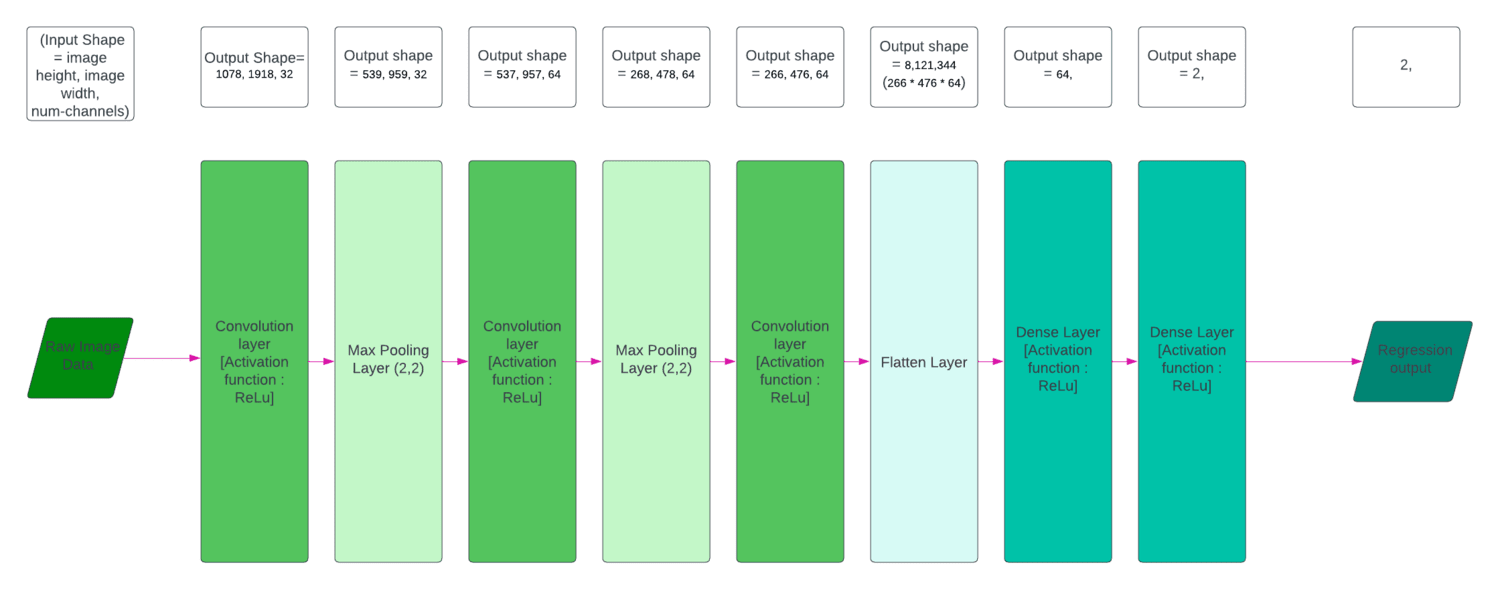 (Input Shape
= image
height, image
width,
num-channels)
Output Shape=
1078, 1918, 32
Output shape
= 539, 959, 32
Output shape
= 537, 957, 64
Output shape
= 268, 478, 64
Output shape
= 266, 476, 64
Output shape
= 8,121,344
(266 * 476 * 64)
Output shape
= 64,
Output shape
= 2,
2,
Raw Image
Data
Convolution
layer
[Activation
function :
ReLu]
Max Pooling
Layer (2,2)
Convolution
layer
[Activation
function :
ReLu]
Max Pooling
Layer (2,2)
Convolution
layer
[Activation
function :
ReLu]
Flatten Layer
Dense Layer
[Activation
function :
ReLu]
Dense Layer
[Activation
function :
ReLu]
Regression
output